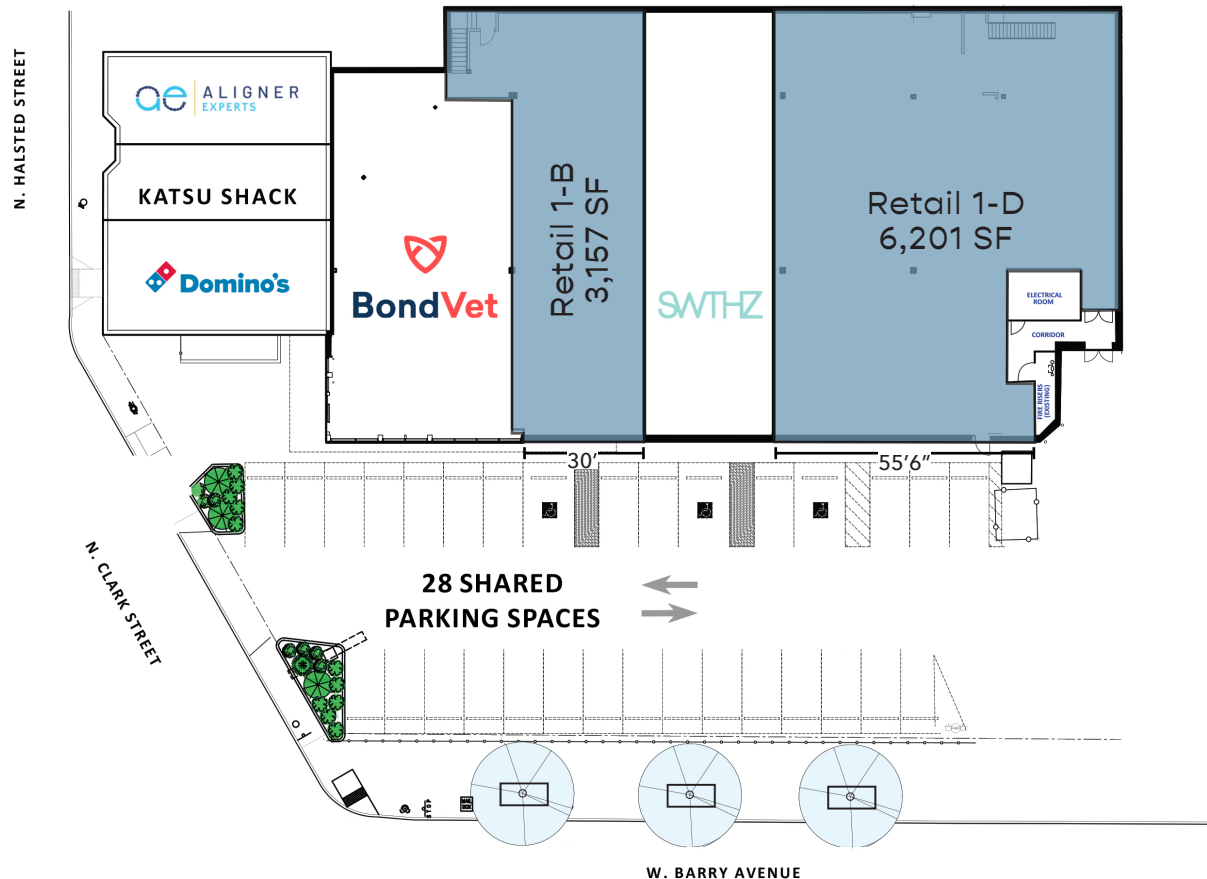 N. HALSTED STREET
ae ALIGNER
EXPERTS
KATSU SHACK
Domino's
BondVet
Retail 1-B
3,157 SF
SWTHZ
Retail 1-D
6,201 SF
ELECTRICAL
ROOM
CORRIDOR
FIRE RISERS
(EXISTING)
30'
55'6"
28 SHARED
PARKING SPACES
N. CLARK STREET
STOP
W. BARRY AVENUE